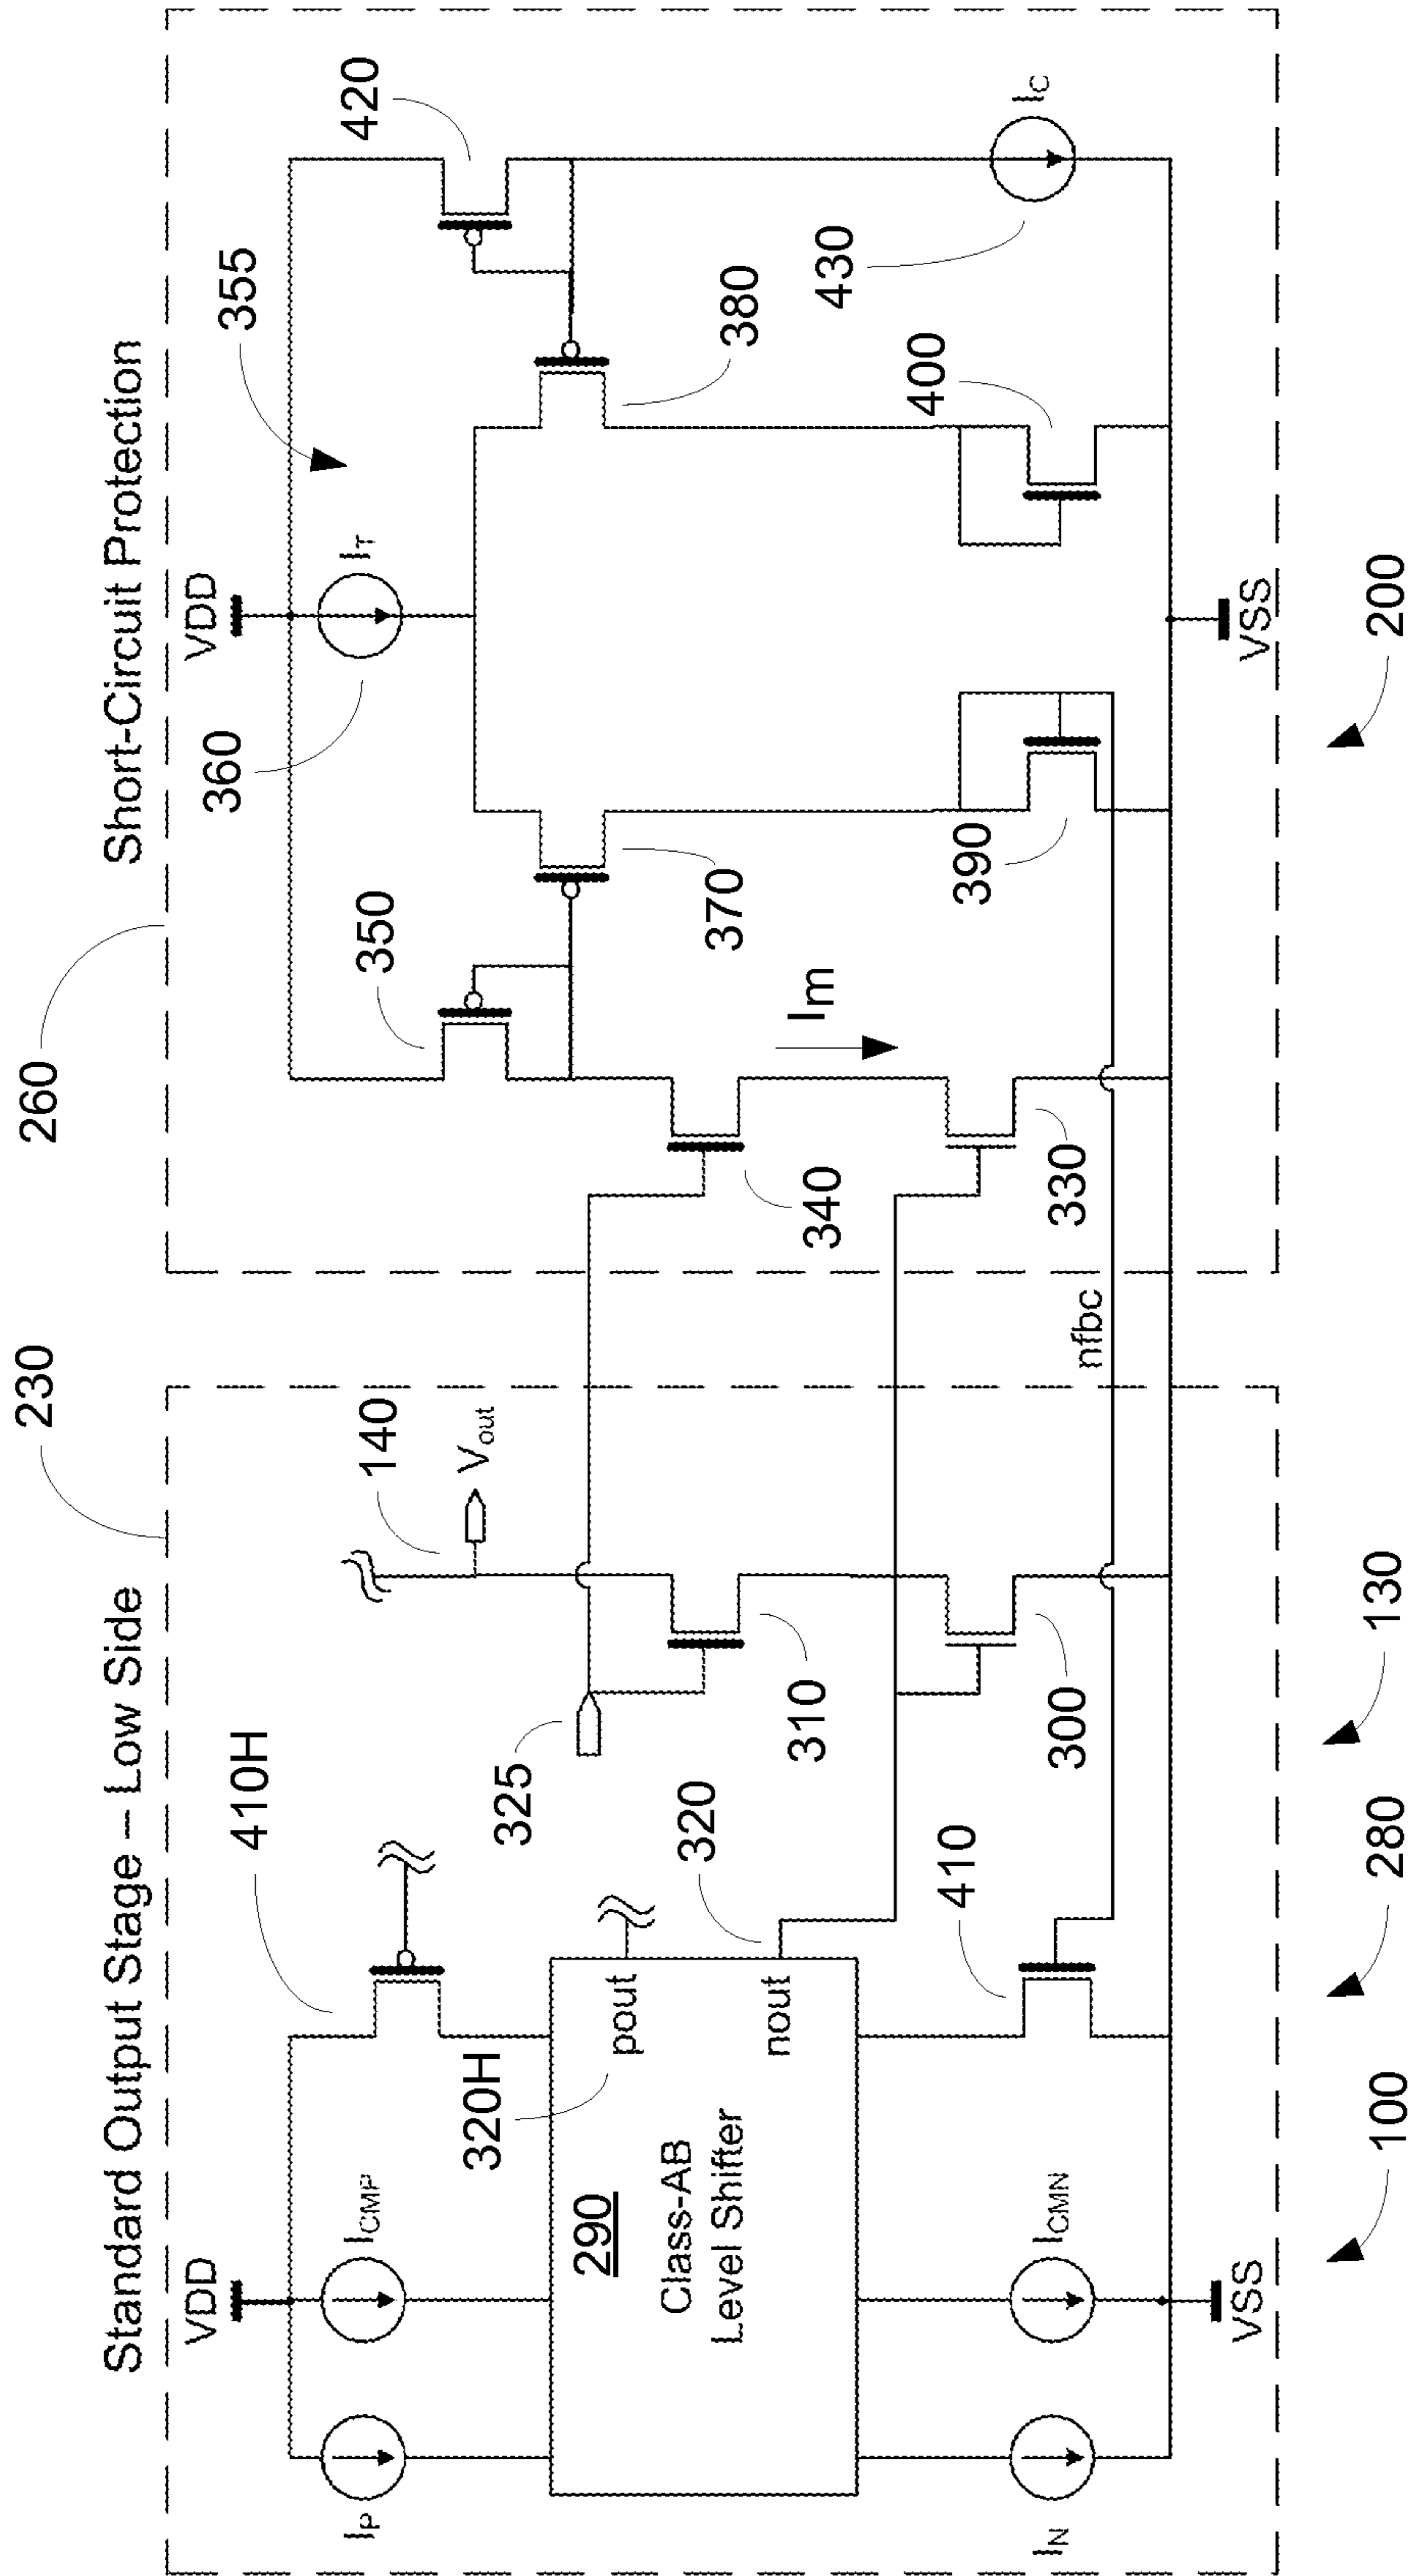 230
260
Standard Output Stage – Low Side
Short-Circuit Protection
VDD
410H
140
Vout
VDD
360
IT
355
420
IP
ICMP
350
325
320H
pout
290
Class-AB
Level Shifter
nout
320
310
340
Im
370
380
410
300
nfbc
330
390
400
430
IC
IN
ICMN
VSS
VSS
100
280
130
200